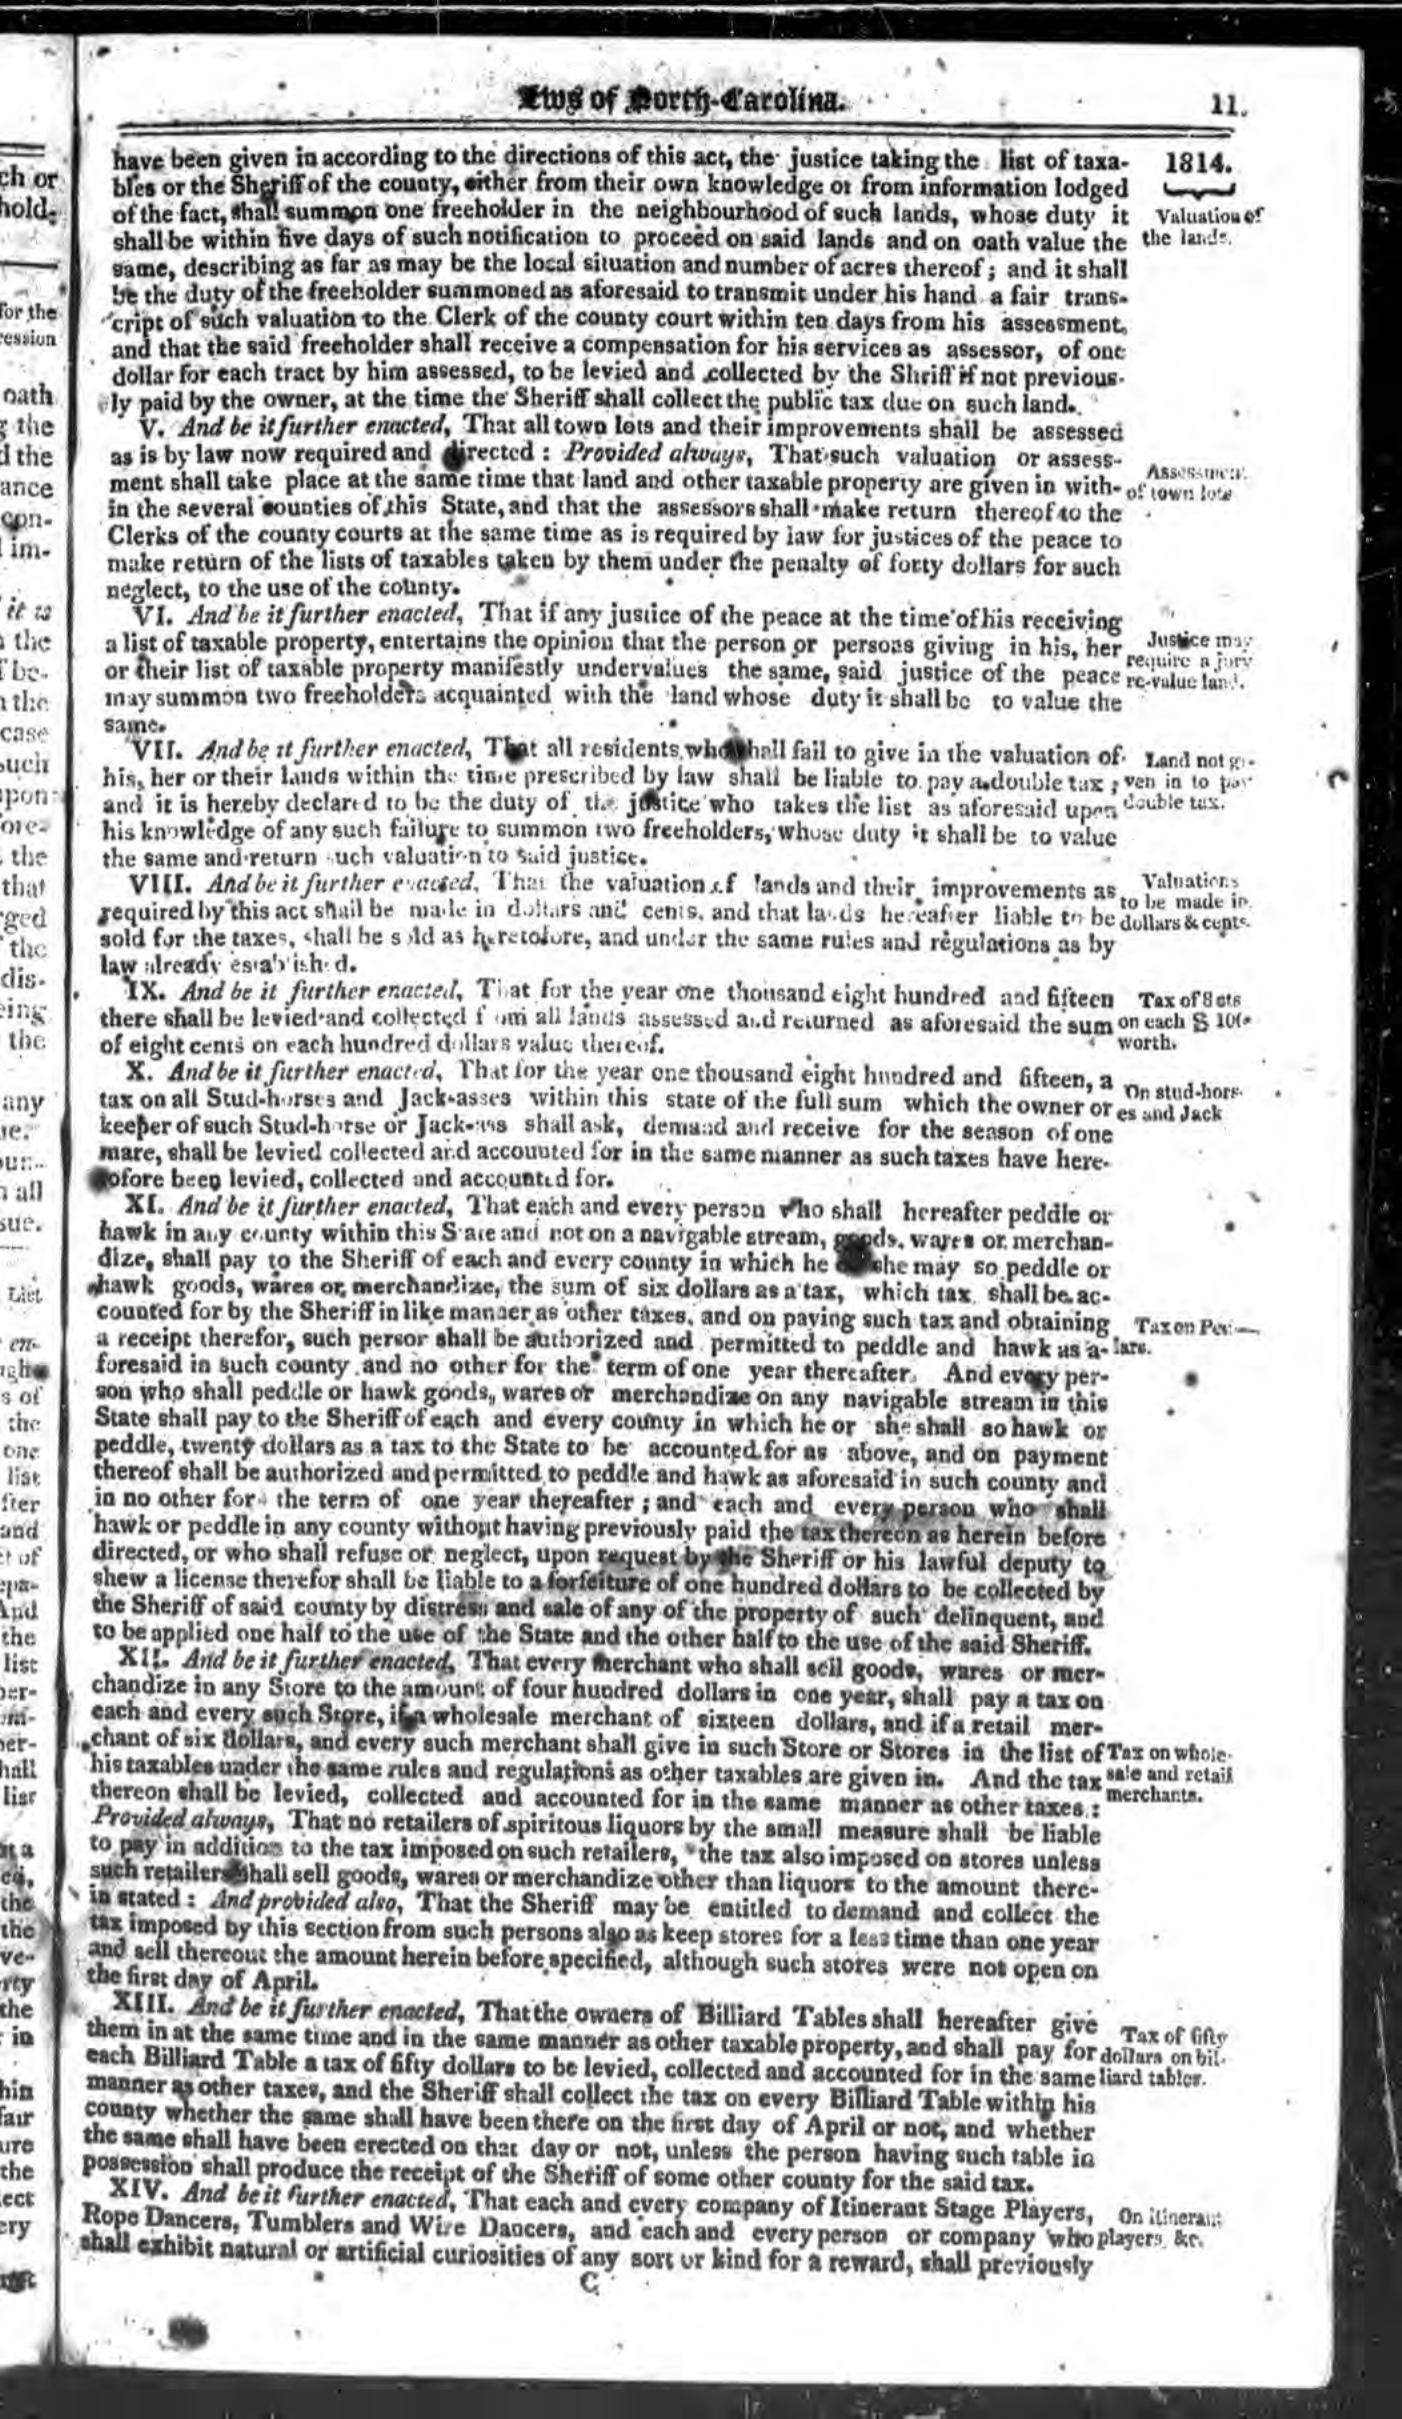 Laws of North-Carolina.
11.
have been given in according to the directions of this act, the justice taking the list of taxa-
bles or the Sheriff of the county, either from their own knowledge or from information lodged
of the fact, shall summon one freeholder in the neighbourhood of such lands, whose duty it
shall be within five days of such notification to proceed on said lands and on oath value the
same, describing as far as may be the local situation and number of acres thereof; and it shall
be the duty of the freeholder summoned as aforesaid to transmit under his hand a fair trans-
cript of such valuation to the Clerk of the county court within ten days from his assessment,
and that the said freeholder shall receive a compensation for his services as assessor, of one
dollar for each tract by him assessed, to be levied and collected by the Shriff if not previous-
ly paid by the owner, at the time the Sheriff shall collect the public tax due on such land.
1814.
Valuation of
the lands.
V. And be it further enacted, That all town lots and their improvements shall be assessed
as is by law now required and directed : Provided always, That such valuation or assess-
ment shall take place at the same time that land and other taxable property are given in with-
in the several counties of this State, and that the assessors shall make return thereof to the
Clerks of the county courts at the same time as is required by law for justices of the peace to
make return of the lists of taxables taken by them under the penalty of forty dollars for such
neglect, to the use of the county.
Assessment
of town lots
VI. And be it further enacted, That if any justice of the peace at the time of his receiving
a list of taxable property, entertains the opinion that the person or persons giving in his, her
or their list of taxable property manifestly undervalues the same, said justice of the peace
may summon two freeholders acquainted with the land whose duty it shall be to value the
same.
Justice may
require a jury
re-value land.
VII. And be it further enacted, That all residents who shall fail to give in the valuation of
his, her or their lands within the time prescribed by law shall be liable to pay a double tax ;
and it is hereby declared to be the duty of the justice who takes the list as aforesaid upon
his knowledge of any such failure to summon two freeholders, whose duty it shall be to value
the same and return such valuation to said justice.
Land not gi-
ven in to pay
double tax.
VIII. And be it further enacted, That the valuation of lands and their improvements as
required by this act shall be made in dollars and cents, and that lands hereafter liable to be
sold for the taxes, shall be sold as heretofore, and under the same rules and regulations as by
law already established.
Valuations
to be made in
dollars & cents.
IX. And be it further enacted, That for the year one thousand eight hundred and fifteen
there shall be levied and collected from all lands assessed and returned as aforesaid the sum
of eight cents on each hundred dollars value thereof.
Tax of 8 cts
on each $ 100
worth.
X. And be it further enacted, That for the year one thousand eight hundred and fifteen, a
tax on all Stud-horses and Jack-asses within this state of the full sum which the owner or
keeper of such Stud-horse or Jack-ass shall ask, demand and receive for the season of one
mare, shall be levied collected and accounted for in the same manner as such taxes have here-
tofore been levied, collected and accounted for.
On stud-hors-
es and Jack
XI. And be it further enacted, That each and every person who shall hereafter peddle or
hawk in any county within this State and not on a navigable stream, goods, wares or merchan-
dize, shall pay to the Sheriff of each and every county in which he or she may so peddle or
hawk goods, wares or merchandize, the sum of six dollars as a tax, which tax shall be ac-
counted for by the Sheriff in like manner as other taxes, and on paying such tax and obtaining
a receipt therefor, such person shall be authorized and permitted to peddle and hawk as a-
foresaid in such county and no other for the term of one year thereafter. And every per-
son who shall peddle or hawk goods, wares or merchandize on any navigable stream in this
State shall pay to the Sheriff of each and every county in which he or she shall so hawk or
peddle, twenty dollars as a tax to the State to be accounted for as above, and on payment
thereof shall be authorized and permitted to peddle and hawk as aforesaid in such county and
in no other for the term of one year thereafter ; and each and every person who shall
hawk or peddle in any county without having previously paid the tax thereon as herein before
directed, or who shall refuse or neglect, upon request by the Sheriff or his lawful deputy to
shew a license therefor shall be liable to a forfeiture of one hundred dollars to be collected by
the Sheriff of said county by distress and sale of any of the property of such delinquent, and
to be applied one half to the use of the State and the other half to the use of the said Sheriff.
Tax on Ped-
lars.
XII. And be it further enacted, That every merchant who shall sell goods, wares or mer-
chandize in any Store to the amount of four hundred dollars in one year, shall pay a tax on
each and every such Store, if a wholesale merchant of sixteen dollars, and if a retail mer-
chant of six dollars, and every such merchant shall give in such Store or Stores in the list of
his taxables under the same rules and regulations as other taxables are given in. And the tax
thereon shall be levied, collected and accounted for in the same manner as other taxes :
Provided always, That no retailers of spiritous liquors by the small measure shall be liable
to pay in addition to the tax imposed on such retailers, the tax also imposed on stores unless
such retailers shall sell goods, wares or merchandize other than liquors to the amount there-
in stated : And provided also, That the Sheriff may be entitled to demand and collect the
tax imposed by this section from such persons also as keep stores for a less time than one year
and sell thereout the amount herein before specified, although such stores were not open on
the first day of April.
Tax on whole-
sale and retail
merchants.
XIII. And be it further enacted, That the owners of Billiard Tables shall hereafter give
them in at the same time and in the same manner as other taxable property, and shall pay for
each Billiard Table a tax of fifty dollars to be levied, collected and accounted for in the same
manner as other taxes, and the Sheriff shall collect the tax on every Billiard Table within his
county whether the same shall have been there on the first day of April or not, and whether
the same shall have been erected on that day or not, unless the person having such table in
possession shall produce the receipt of the Sheriff of some other county for the said tax.
Tax of fifty
dollars on bil-
liard tables.
XIV. And be it further enacted, That each and every company of Itinerant Stage Players,
Rope Dancers, Tumblers and Wire Dancers, and each and every person or company who
shall exhibit natural or artificial curiosities of any sort or kind for a reward, shall previously
On itinerant
players &c.
C